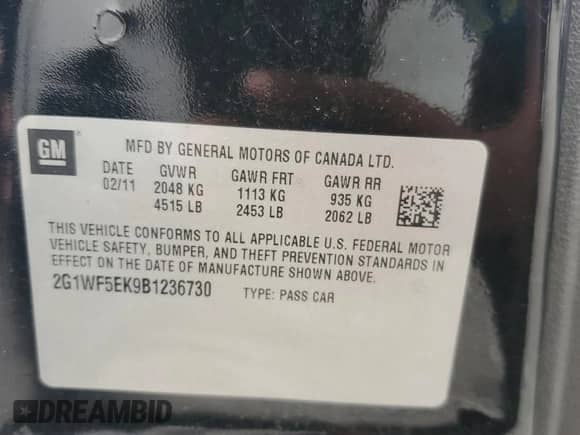 GM
MFD BY GENERAL MOTORS OF CANADA LTD.
DATE GVWR GAWR FRT GAWR RR
02/11 2048 KG 1113 KG 935 KG
4515 LB 2453 LB 2062 LB
THIS VEHICLE CONFORMS TO ALL APPLICABLE U.S. FEDERAL MOTOR
VEHICLE SAFETY, BUMPER, AND THEFT PREVENTION STANDARDS IN
EFFECT ON THE DATE OF MANUFACTURE SHOWN ABOVE.
2G1WF5EK9B1236730 TYPE: PASS CAR
DREAMBID